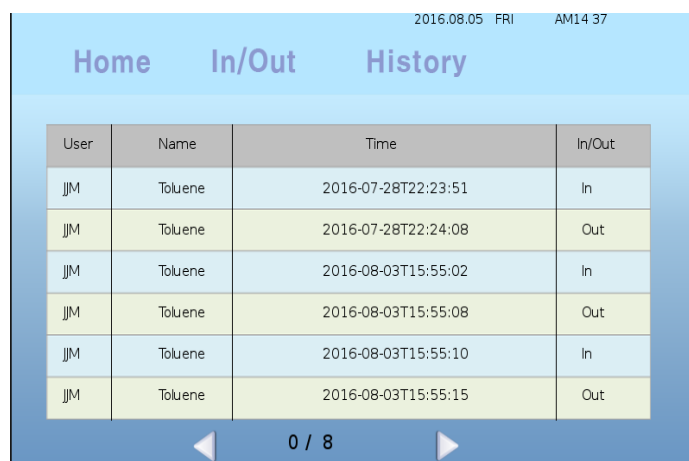 2016.08.05 FRI AM14 37
Home In/Out History
User Name Time In/Out
JJM Toluene 2016-07-28T22:23:51 In
JJM Toluene 2016-07-28T22:24:08 Out
JJM Toluene 2016-08-03T15:55:02 In
JJM Toluene 2016-08-03T15:55:08 Out
JJM Toluene 2016-08-03T15:55:10 In
JJM Toluene 2016-08-03T15:55:15 Out
0 / 8